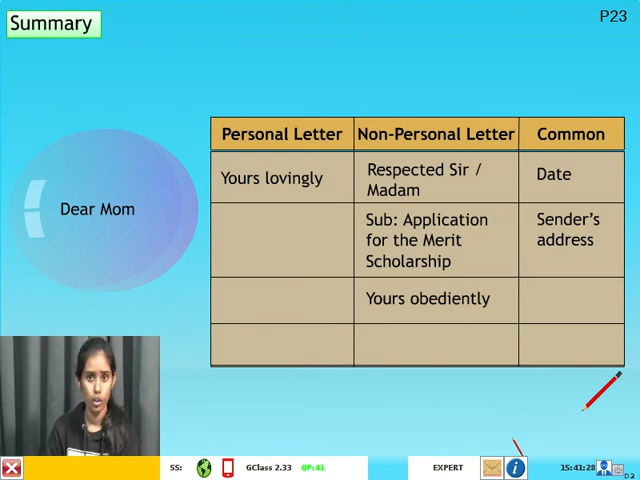 Summary
P23
Personal Letter
Non-Personal Letter
Common
Dear Mom
Yours lovingly
Respected Sir /
Madam
Date
Sub: Application
for the Merit
Scholarship
Sender's
address
Yours obediently
SS:
GClass 2.33
QF:41
EXPERT
15:41:28